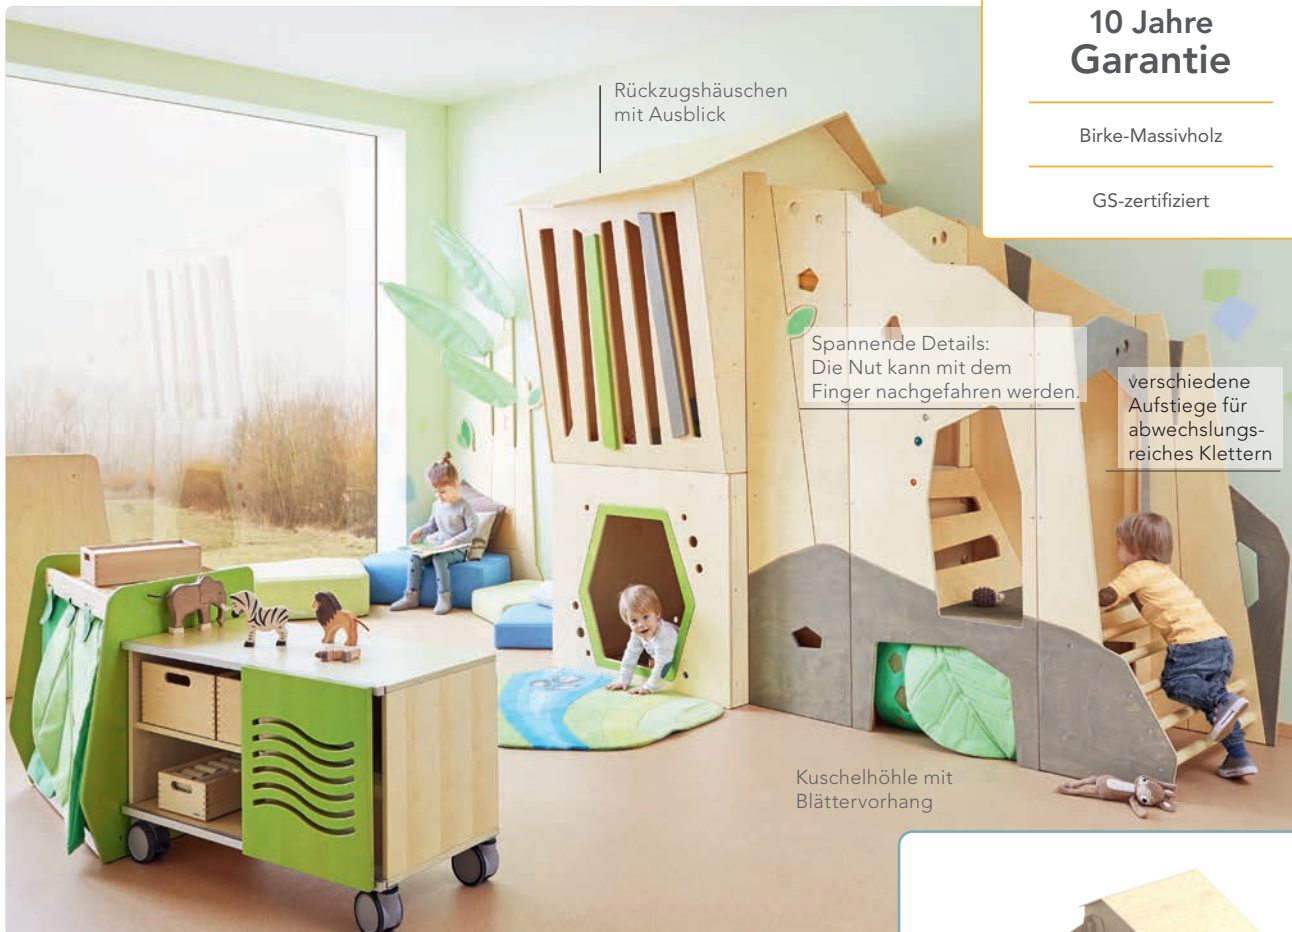 10 Jahre
Garantie
Birke-Massivholz
GS-zertifiziert
Rückzugshäuschen
mit Ausblick
Spannende Details:
Die Nut kann mit dem
Finger nachgefahren werden.
verschiedene
Aufstiege für
abwechslungs-
reiches Klettern
Kuschelhöhle mit
Blättervorhang